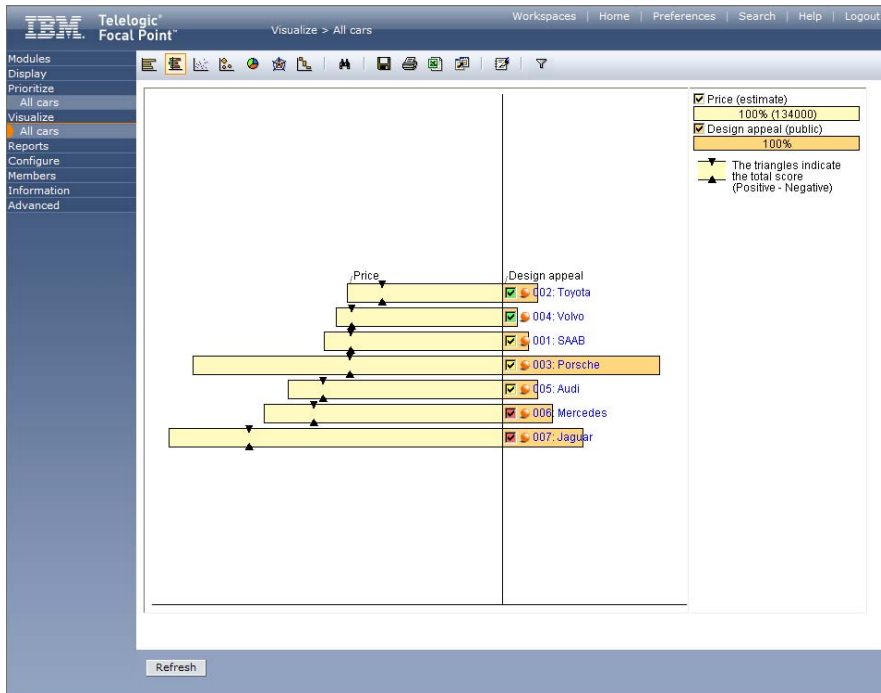 IBM. Telelogic® Focal Point™
Visualize > All cars
Workspaces | Home | Preferences | Search | Help | Logout
Modules
Display
Prioritize
All cars
Visualize
All cars
Reports
Configure
Members
Information
Advanced
Price (estimate)
100% (134000)
Design appeal (public)
100%
The triangles indicate
the total score
(Positive - Negative)
Price
Design appeal
002: Toyota
004: Volvo
001: SAAB
003: Porsche
005: Audi
006: Mercedes
007: Jaguar
Refresh